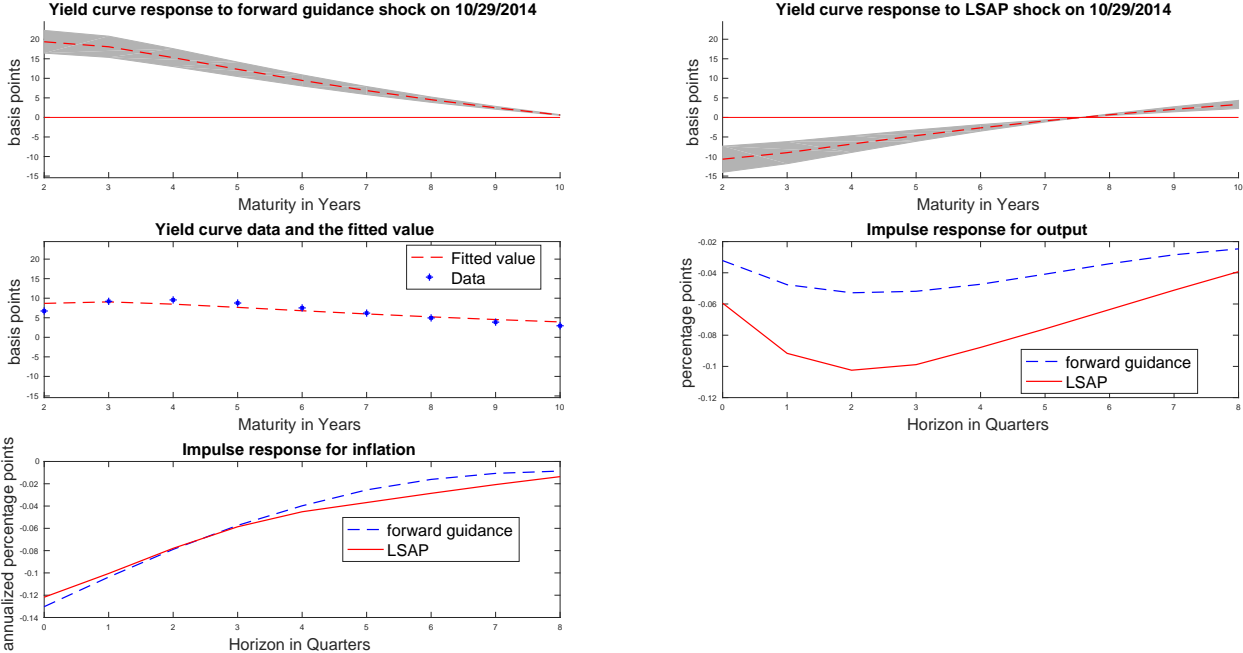 Yield curve response to forward guidance shock on 10/29/2014
basis points
20
15
10
5
0
-5
-10
-15
2 3 4 5 6 7 8 9 10
Maturity in Years
Yield curve response to LSAP shock on 10/29/2014
basis points
20
15
10
5
0
-5
-10
-15
2 3 4 5 6 7 8 9 10
Maturity in Years
Yield curve data and the fitted value
basis points
20
15
10
5
0
-5
-10
-15
Fitted value
Data
2 3 4 5 6 7 8 9 10
Maturity in Years
Impulse response for output
percentage points
-0.02
-0.04
-0.06
-0.08
-0.1
-0.12
forward guidance
LSAP
0 1 2 3 4 5 6 7 8
Horizon in Quarters
Impulse response for inflation
annualized percentage points
0
-0.02
-0.04
-0.06
-0.08
-0.1
-0.12
-0.14
forward guidance
LSAP
0 1 2 3 4 5 6 7 8
Horizon in Quarters